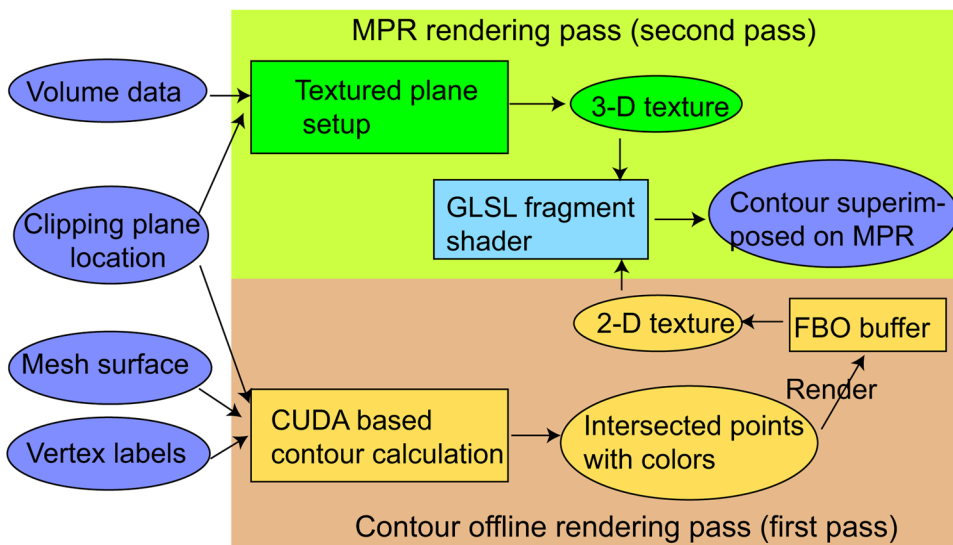 MPR rendering pass (second pass)
Volume data
Textured plane
setup
3-D texture
Clipping plane
location
GLSL fragment
shader
Contour superim-
posed on MPR
2-D texture
FBO buffer
Mesh surface
Render
CUDA based
contour calculation
Intersected points
with colors
Vertex labels
Contour offline rendering pass (first pass)